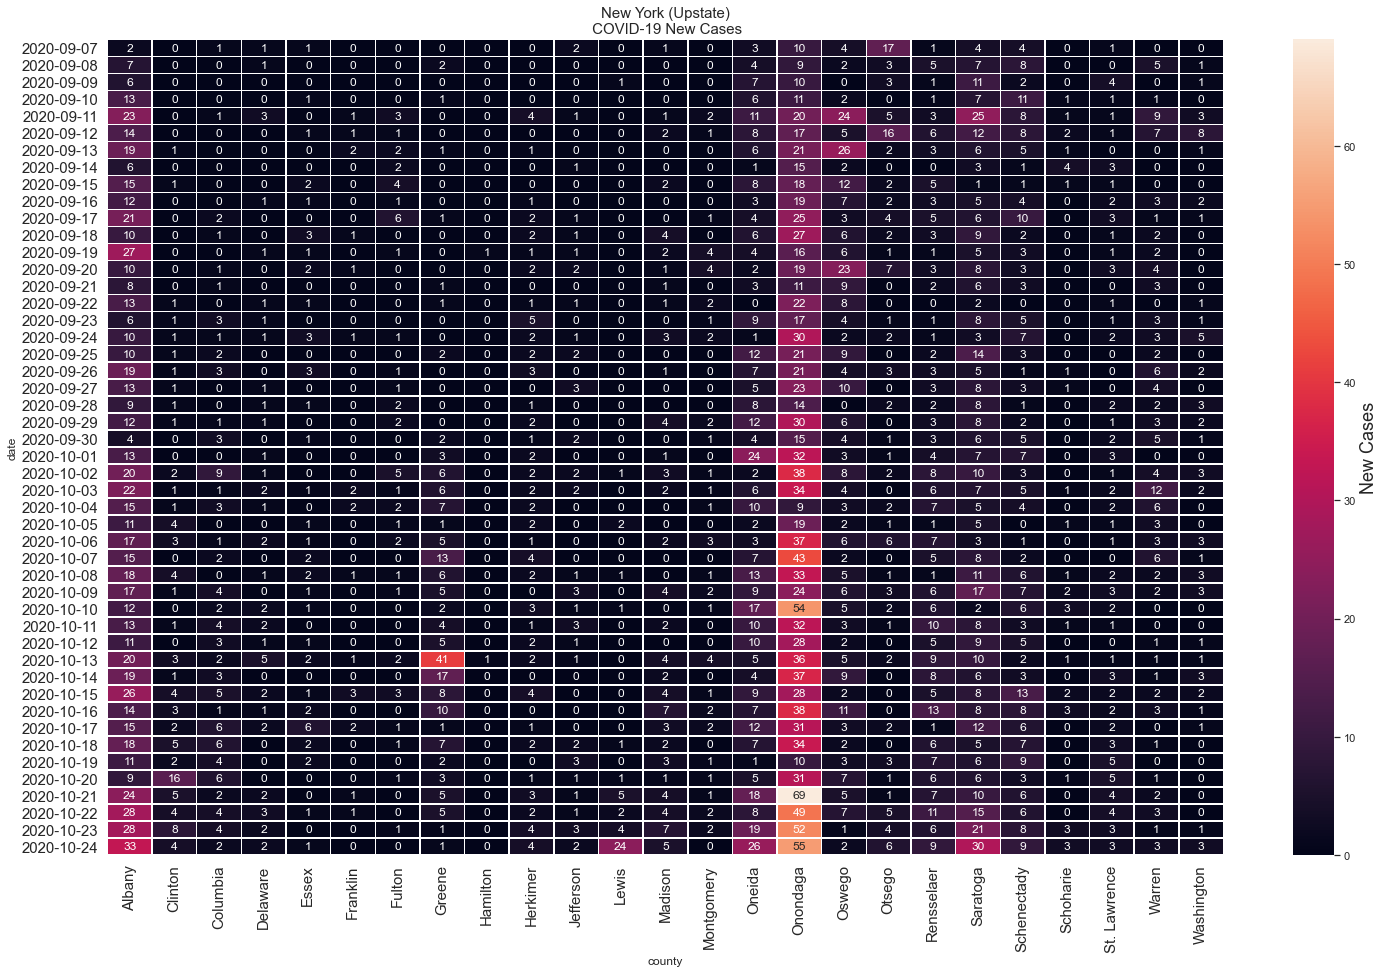 New York (Upstate)
COVID-19 New Cases
2020-09-07 2 0 1 1 1 0 0 0 0 0 2 0 1 0 3 10 4 17 1 4 4 0 1 0 0
2020-09-08 7 0 0 1 0 0 0 2 0 0 0 0 0 0 4 9 2 3 5 7 8 0 0 5 1
2020-09-09 6 0 0 0 0 0 0 0 0 0 0 1 0 0 7 10 0 3 1 11 2 0 4 0 1
2020-09-10 13 0 0 0 1 0 0 1 0 0 0 0 0 0 6 11 2 0 1 7 11 1 1 1 0
2020-09-11 23 0 1 3 0 1 3 0 0 4 1 0 1 2 11 20 24 5 3 25 8 1 1 9 3
2020-09-12 14 0 0 0 1 1 1 0 0 0 0 0 2 1 8 17 5 16 6 12 8 2 1 7 8
2020-09-13 19 1 0 0 0 2 2 1 0 1 0 0 0 0 6 21 26 2 3 6 5 1 0 0 1
2020-09-14 6 0 0 0 0 0 2 0 0 0 1 0 0 0 1 15 2 0 0 3 1 4 3 0 0
2020-09-15 15 1 0 0 2 0 4 0 0 0 0 0 2 0 8 18 12 2 5 1 1 1 1 0 0
2020-09-16 12 0 0 1 1 0 1 0 0 1 0 0 0 0 3 19 7 2 3 5 4 0 2 3 2
2020-09-17 21 0 2 0 0 0 6 1 0 2 1 0 0 1 4 25 3 4 5 6 10 0 3 1 1
2020-09-18 10 0 1 0 3 1 0 0 0 2 1 0 4 0 6 27 6 2 3 9 2 0 1 2 0
2020-09-19 27 0 0 1 1 0 1 0 1 1 1 0 2 4 4 16 6 1 1 5 3 0 1 2 0
2020-09-20 10 0 1 0 2 1 0 0 0 2 2 0 1 4 2 19 23 7 3 8 3 0 3 4 0
2020-09-21 8 0 1 0 0 0 0 1 0 0 0 0 1 0 3 11 9 0 2 6 3 0 0 0 0
2020-09-22 13 1 0 1 1 0 0 1 0 1 1 0 1 2 0 22 8 0 0 2 0 0 1 0 1
2020-09-23 6 1 3 1 0 0 0 0 0 5 0 0 0 1 9 17 4 1 1 8 5 0 1 3 1
2020-09-24 10 1 1 1 3 1 1 0 0 2 1 0 3 2 1 30 2 2 1 3 7 0 2 3 5
2020-09-25 10 1 2 0 0 0 0 2 0 2 2 0 0 0 12 21 9 0 2 14 3 0 0 2 0
2020-09-26 19 1 3 0 3 0 1 0 0 3 0 0 1 0 7 21 4 3 3 5 1 1 0 6 2
2020-09-27 13 1 0 1 0 0 1 0 0 0 3 0 0 0 5 23 10 0 3 8 3 1 0 4 0
2020-09-28 9 1 0 1 1 0 2 0 0 1 0 0 0 0 8 14 0 2 2 8 1 0 2 2 3
2020-09-29 12 1 1 1 0 0 2 0 0 0 0 0 4 2 12 30 6 0 3 8 2 0 1 3 2
2020-09-30 4 0 3 0 1 0 0 2 0 1 2 0 0 1 4 15 4 1 3 6 5 0 2 5 1
2020-10-01 13 0 0 1 0 0 0 3 0 2 0 0 1 0 24 32 3 1 4 7 7 0 3 0 0
2020-10-02 20 2 9 1 0 0 5 6 0 2 2 1 3 1 2 38 8 2 8 10 3 0 1 4 3
2020-10-03 22 1 1 2 1 2 1 6 0 2 2 0 2 1 6 34 4 0 6 7 5 1 2 12 2
2020-10-04 15 1 3 1 0 2 2 7 0 2 0 0 0 1 10 9 3 2 7 5 4 0 2 6 0
2020-10-05 11 4 0 0 1 0 1 1 0 2 0 2 0 0 2 19 2 1 1 5 0 1 1 3 0
2020-10-06 17 3 1 2 1 0 2 5 0 1 0 0 2 3 3 37 6 6 7 3 1 0 1 3 3
2020-10-07 15 0 2 0 2 0 0 13 0 4 0 0 0 0 7 43 2 0 5 8 2 0 0 6 1
2020-10-08 18 4 0 1 2 1 1 6 0 2 1 1 0 1 13 33 5 1 1 11 6 1 2 2 3
2020-10-09 17 1 4 0 1 0 1 5 0 0 3 0 4 2 9 24 6 3 6 17 7 2 3 2 3
2020-10-10 12 0 2 2 1 0 0 2 0 3 1 1 0 1 17 54 5 2 6 2 6 3 2 0 0
2020-10-11 13 1 4 2 0 0 0 4 0 1 3 0 2 0 10 32 3 1 10 8 3 1 1 0 0
2020-10-12 11 0 3 1 1 0 0 5 0 2 1 0 0 0 10 28 2 0 5 9 5 0 0 1 1
2020-10-13 20 3 2 5 2 1 2 41 1 2 1 0 4 4 5 36 5 2 9 10 2 1 1 1 1
2020-10-14 19 1 3 0 0 0 0 17 0 0 0 0 2 0 4 37 9 0 8 6 3 0 3 1 3
2020-10-15 26 4 5 2 1 3 3 8 0 4 0 0 4 1 9 28 2 0 5 8 13 2 2 2 2
2020-10-16 14 3 1 1 2 0 0 10 0 0 0 0 7 2 7 38 11 0 13 8 8 3 2 3 1
2020-10-17 15 2 6 2 6 2 1 1 0 1 0 0 3 2 12 31 3 2 1 12 6 0 2 0 1
2020-10-18 18 5 6 0 2 0 1 7 0 2 2 1 2 0 7 34 2 0 6 5 7 0 3 1 0
2020-10-19 11 2 4 0 2 0 0 2 0 0 3 0 3 1 1 10 3 3 7 6 9 0 5 0 0
2020-10-20 9 16 6 0 0 0 1 3 0 1 1 1 1 1 5 31 7 1 6 6 3 1 5 1 0
2020-10-21 24 5 2 2 0 1 0 5 0 3 1 5 4 1 18 69 5 1 7 10 6 0 4 2 0
2020-10-22 28 4 4 3 1 1 0 5 0 2 1 2 4 2 8 49 7 5 11 15 6 0 4 3 0
2020-10-23 28 8 4 2 0 0 1 1 0 4 3 4 7 2 19 52 1 4 6 21 8 3 3 1 1
2020-10-24 33 4 2 2 1 0 0 1 0 4 2 24 5 0 26 55 2 6 9 30 9 3 3 3 3
date
Albany Clinton Columbia Delaware Essex Franklin Fulton Greene Hamilton Herkimer Jefferson Lewis Madison Montgomery Oneida Onondaga Oswego Otsego Rensselaer Saratoga Schenectady Schoharie St. Lawrence Warren Washington
county
60
50
40
30
20
10
0
New Cases